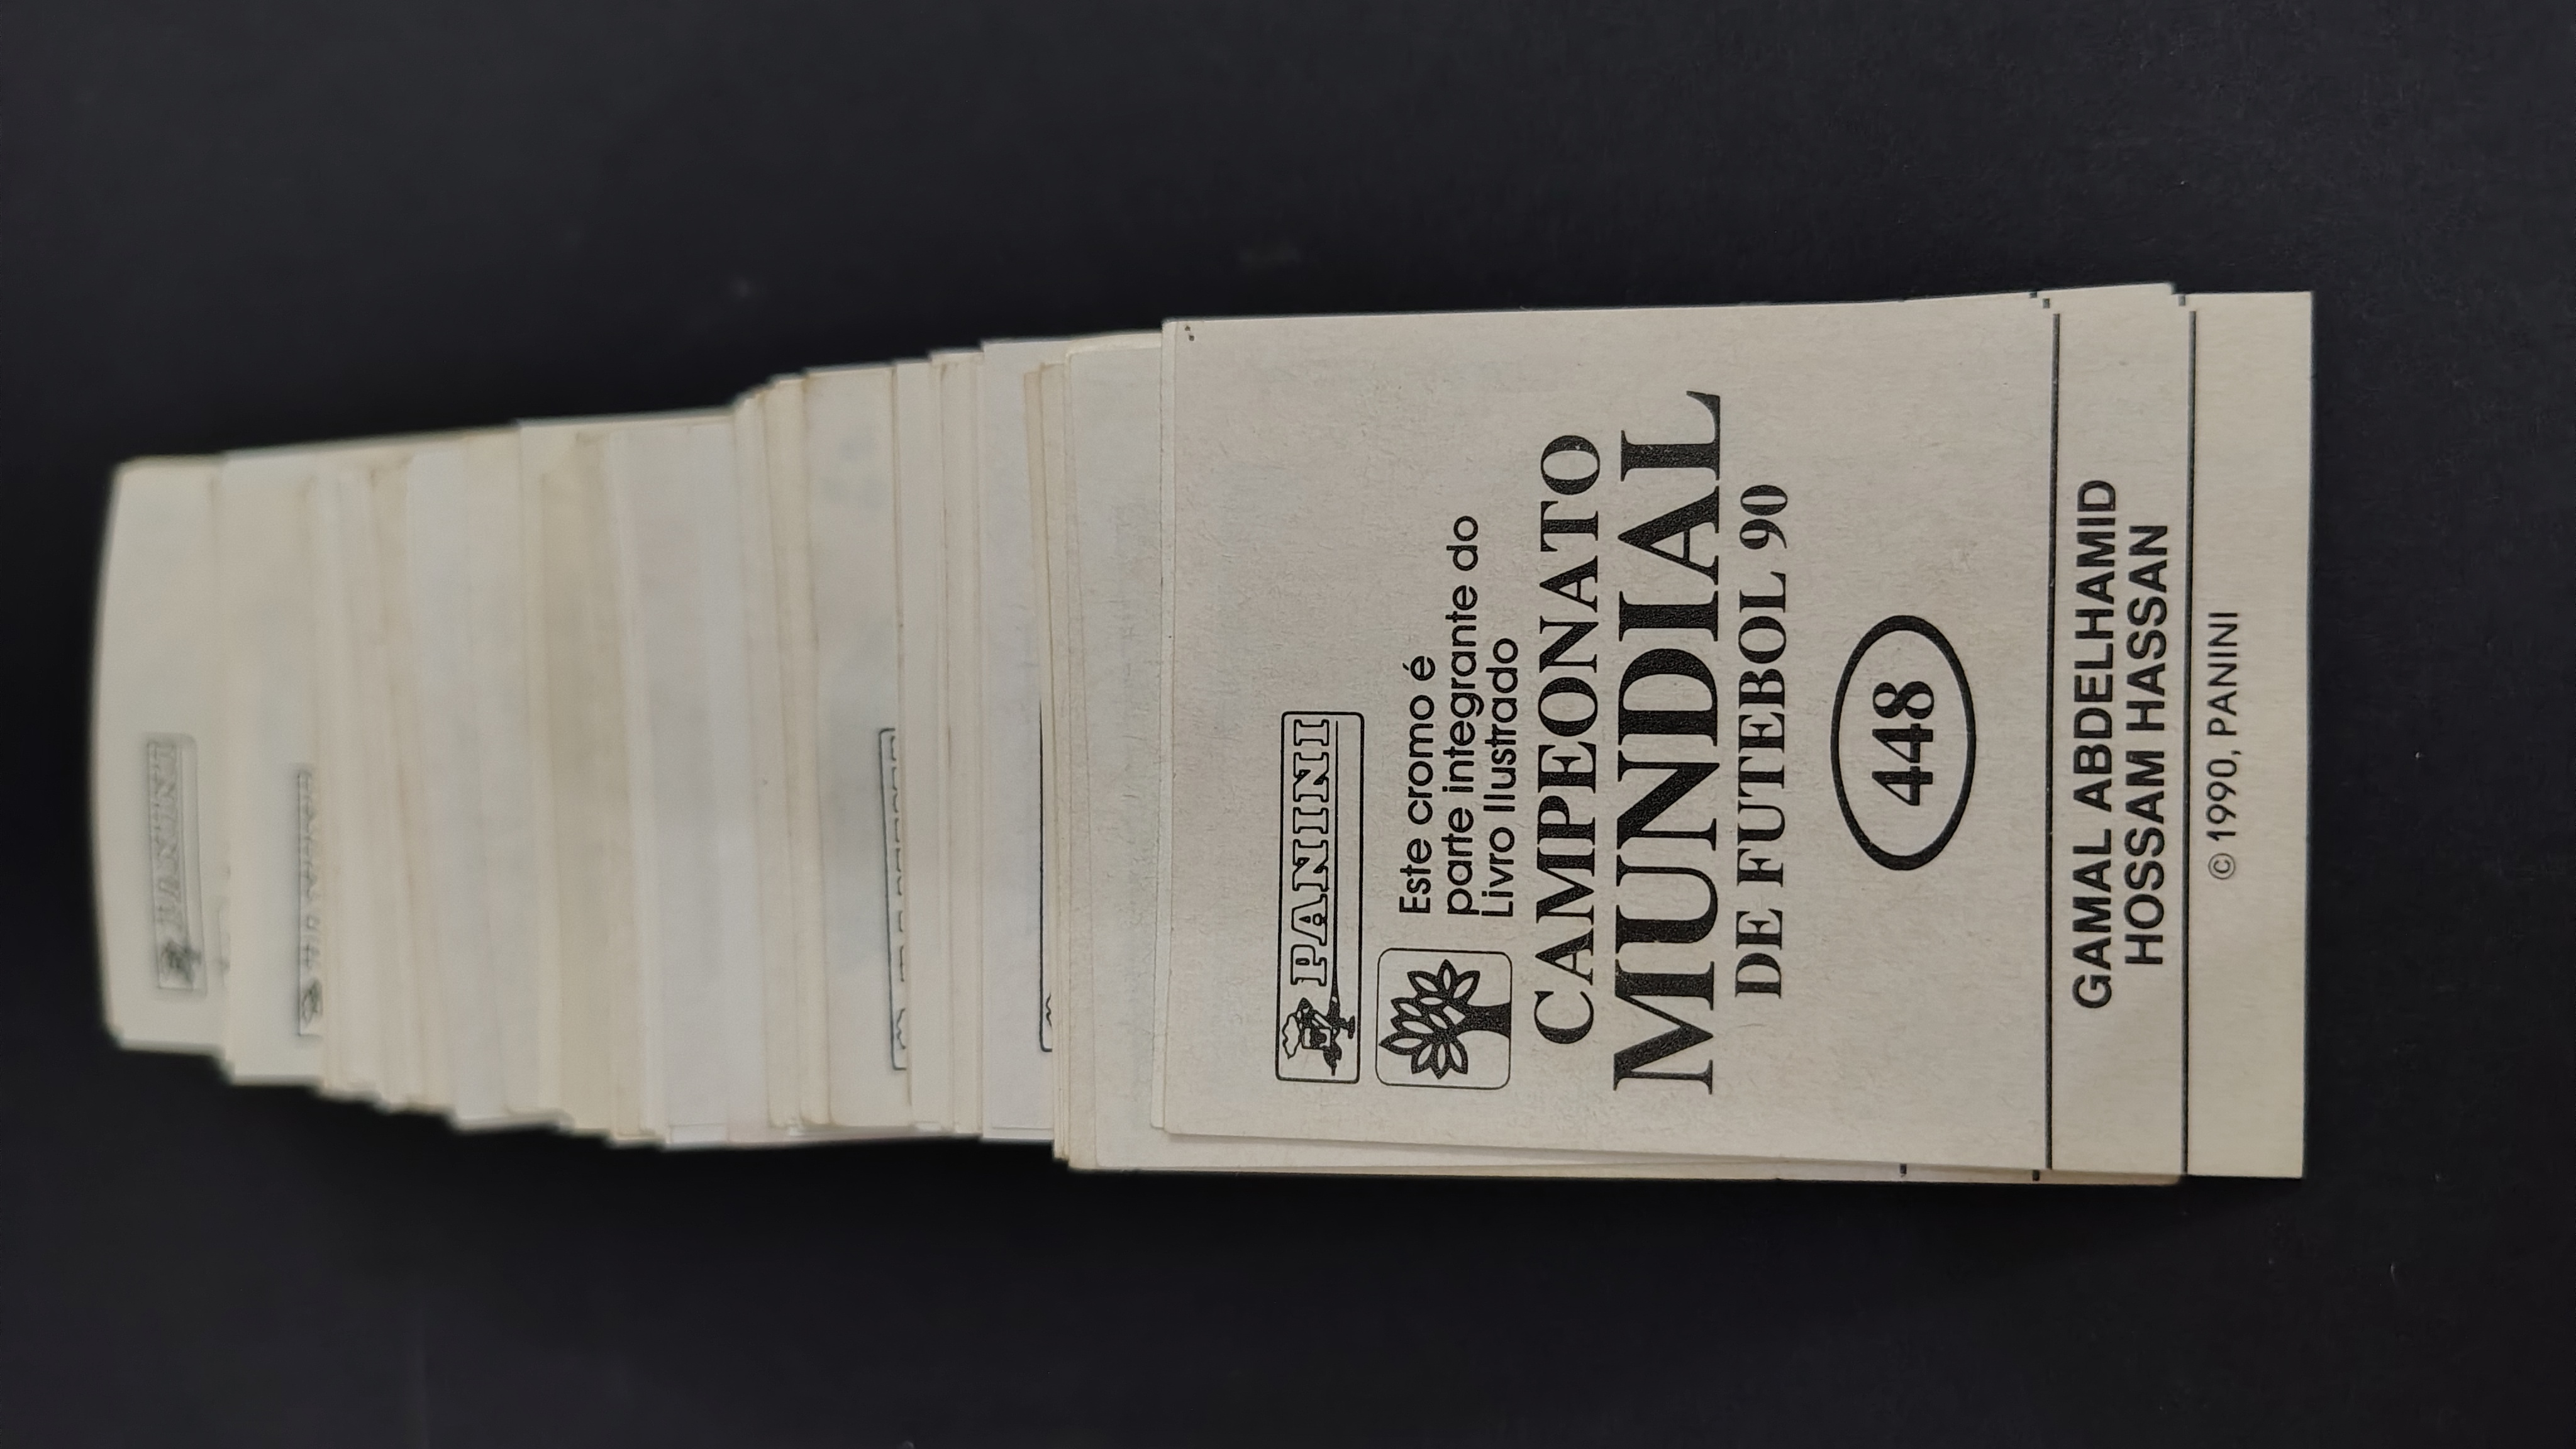 PANINI
Este cromo é
parte integrante do
Livro Ilustrado
CAMPEONATO
MUNDIAL
DE FUTEBOL 90
448
GAMAL ABDELHAMID
HOSSAM HASSAN
© 1990, PANINI
PANINI